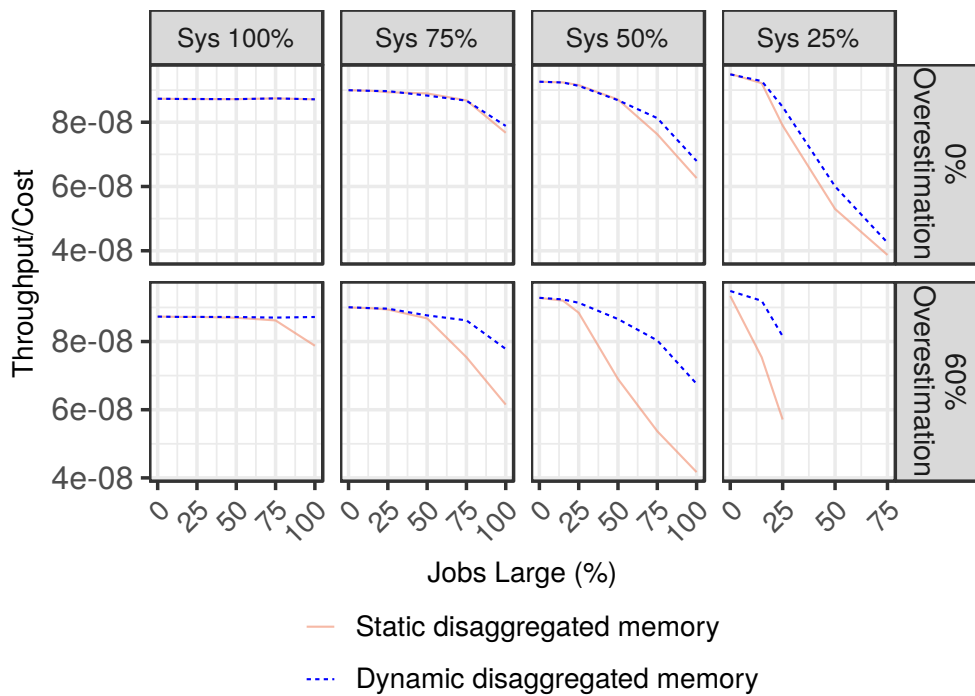 Sys 100%
Sys 75%
Sys 50%
Sys 25%
Throughput/Cost
8e-08
6e-08
4e-08
0%
Overestimation
8e-08
6e-08
4e-08
60%
Overestimation
0
25
50
75
100
0
25
50
75
100
0
25
50
75
100
0
25
50
75
Jobs Large (%)
Static disaggregated memory
Dynamic disaggregated memory